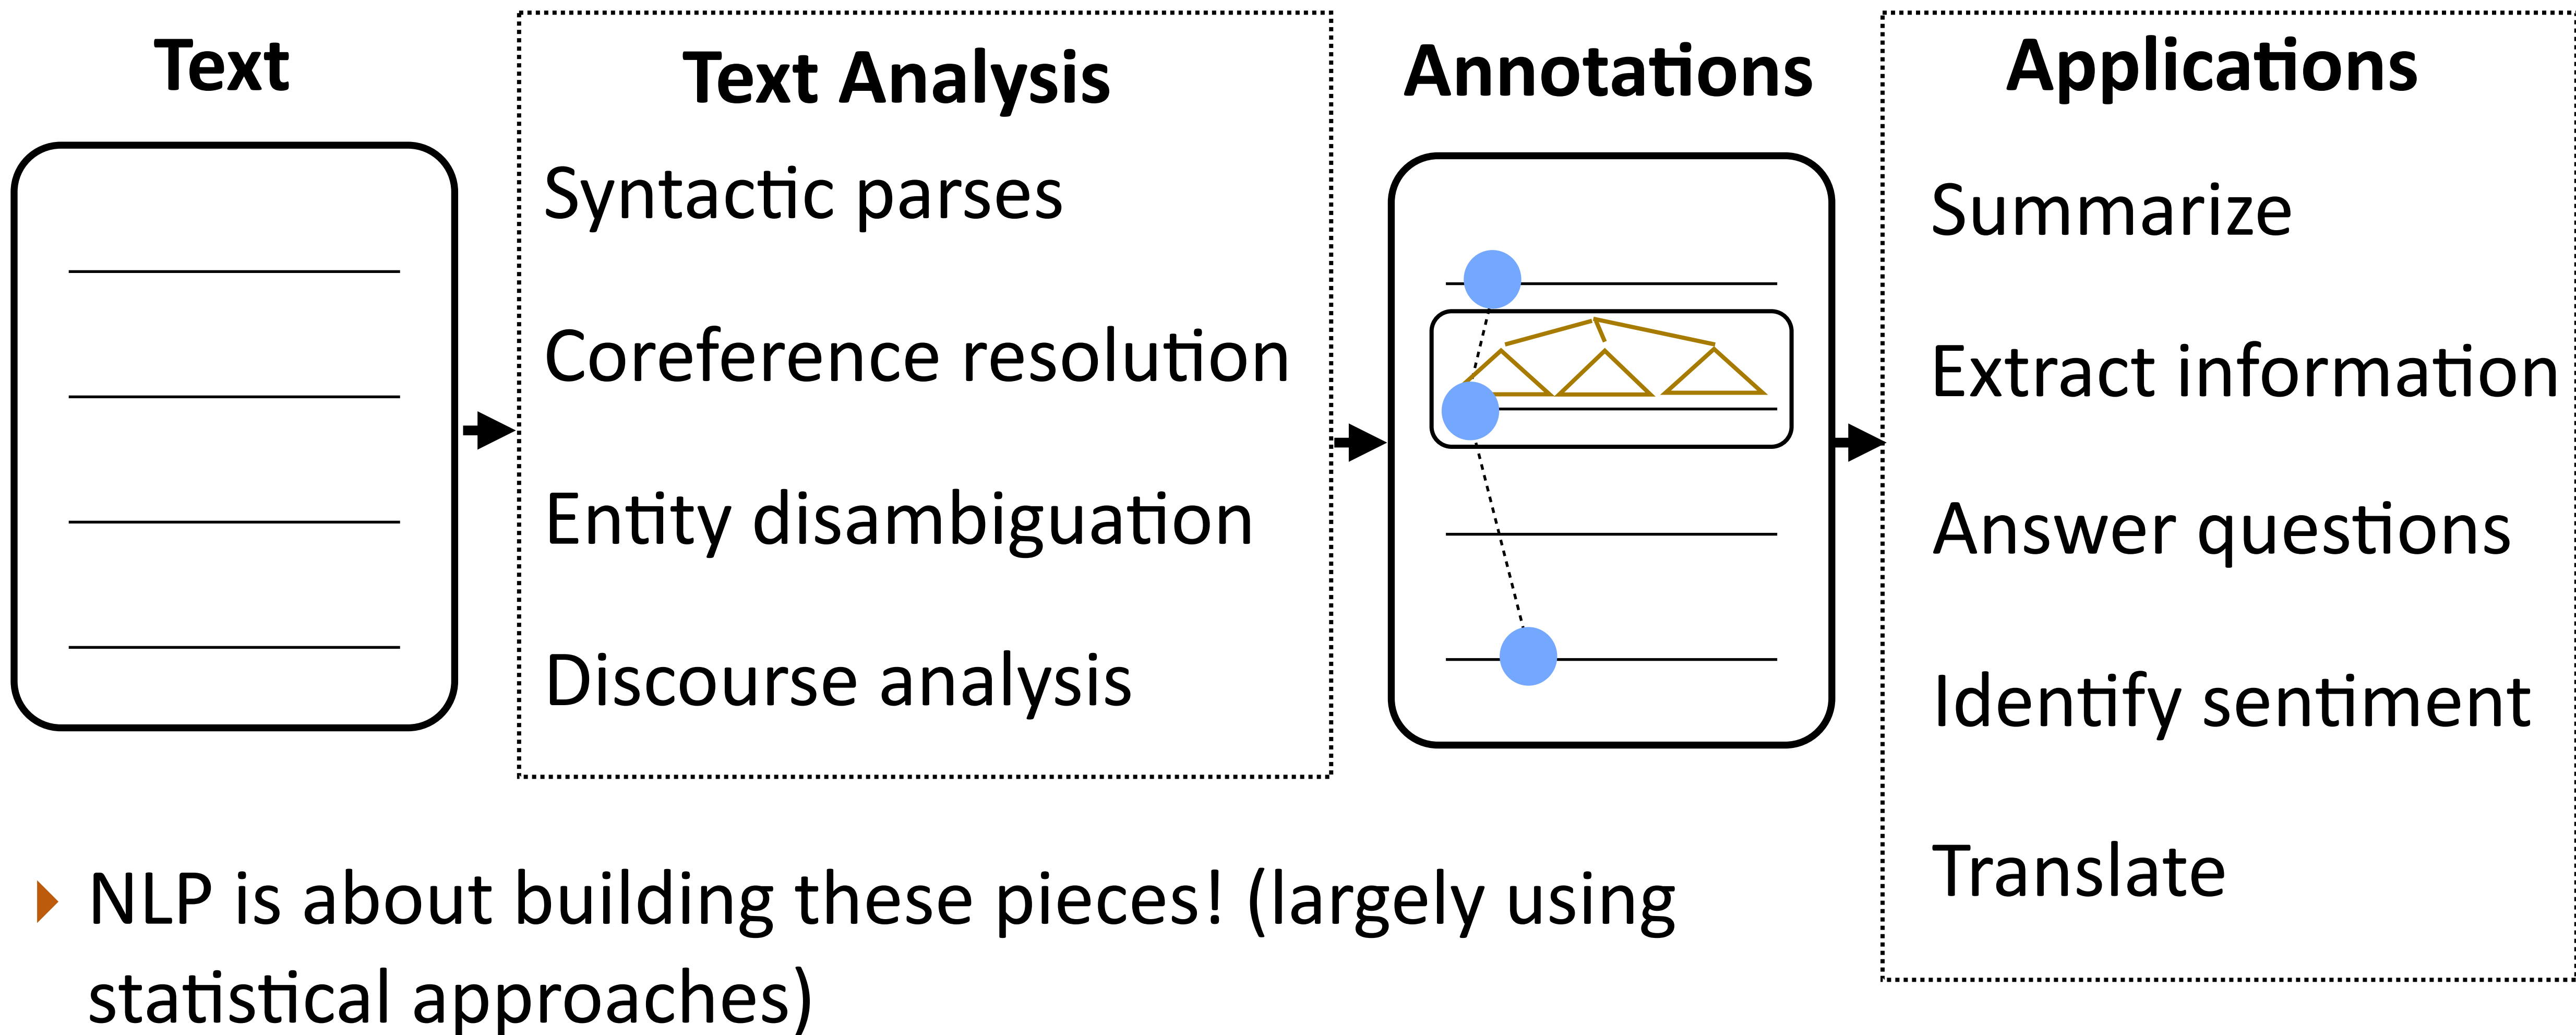 Text
Text Analysis
Syntactic parses
Coreference resolution
Entity disambiguation
Discourse analysis
Annotations
Applications
Summarize
Extract information
Answer questions
Identify sentiment
Translate
NLP is about building these pieces! (largely using
statistical approaches)